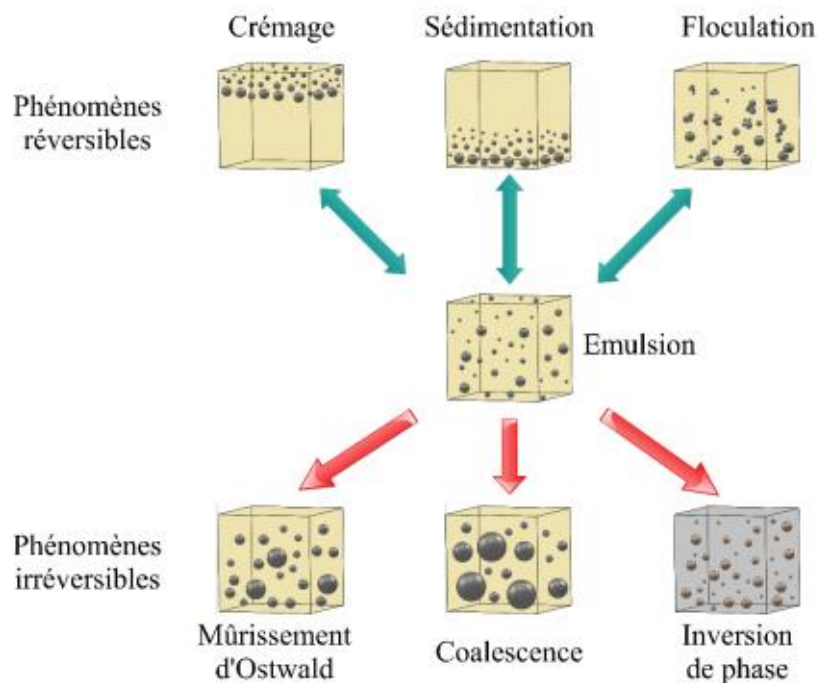 Crémage
Sédimentation
Floculation
Phénomènes
réversibles
Emulsion
Phénomènes
irréversibles
Mûrissement
d'Ostwald
Coalescence
Inversion
de phase